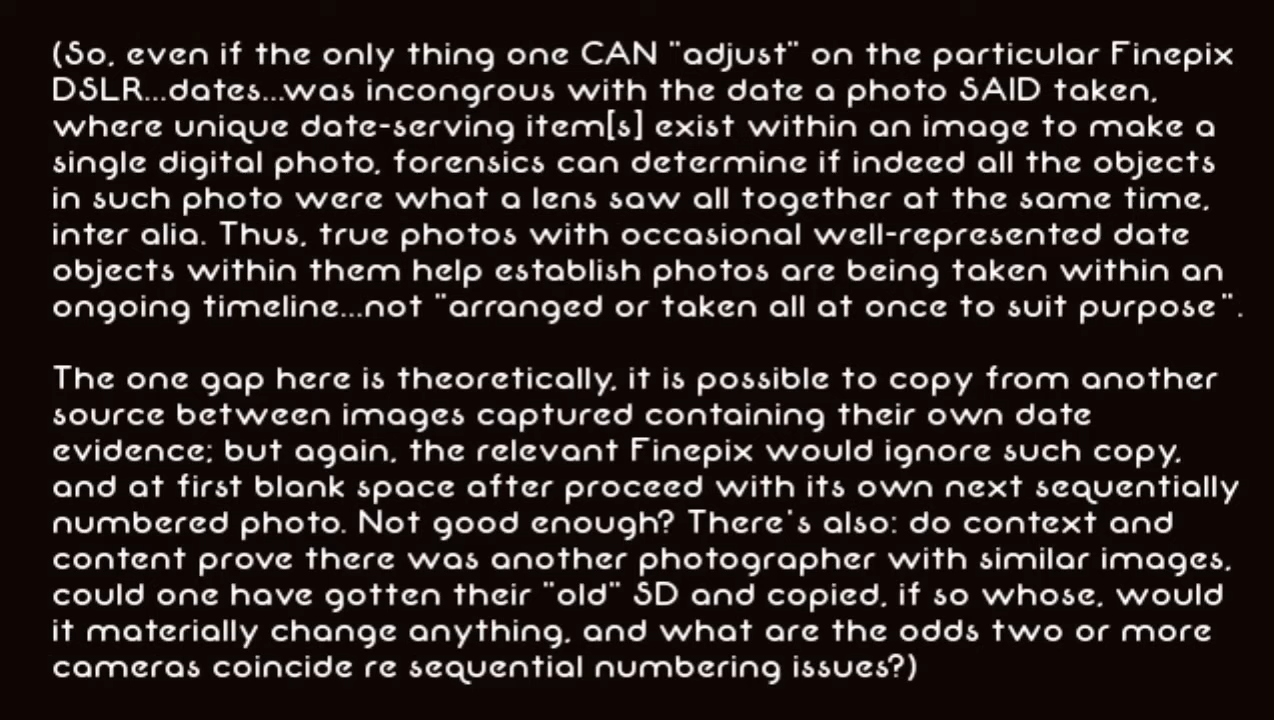 (So, even if the only thing one CAN "adjust" on the particular Finepix
DSLR...dates...was incongrous with the date a photo SAID taken,
where unique date-serving item[s] exist within an image to make a
single digital photo, forensics can determine if indeed all the objects
in such photo were what a lens saw all together at the same time,
inter alia. Thus, true photos with occasional well-represented date
objects within them help establish photos are being taken within an
ongoing timeline...not "arranged or taken all at once to suit purpose".
The one gap here is theoretically, it is possible to copy from another
source between images captured containing their own date
evidence; but again, the relevant Finepix would ignore such copy,
and at first blank space after proceed with its own next sequentially
numbered photo. Not good enough? There's also: do context and
content prove there was another photographer with similar images,
could one have gotten their "old" SD and copied, if so whose, would
it materially change anything, and what are the odds two or more
cameras coincide re sequential numbering issues?)